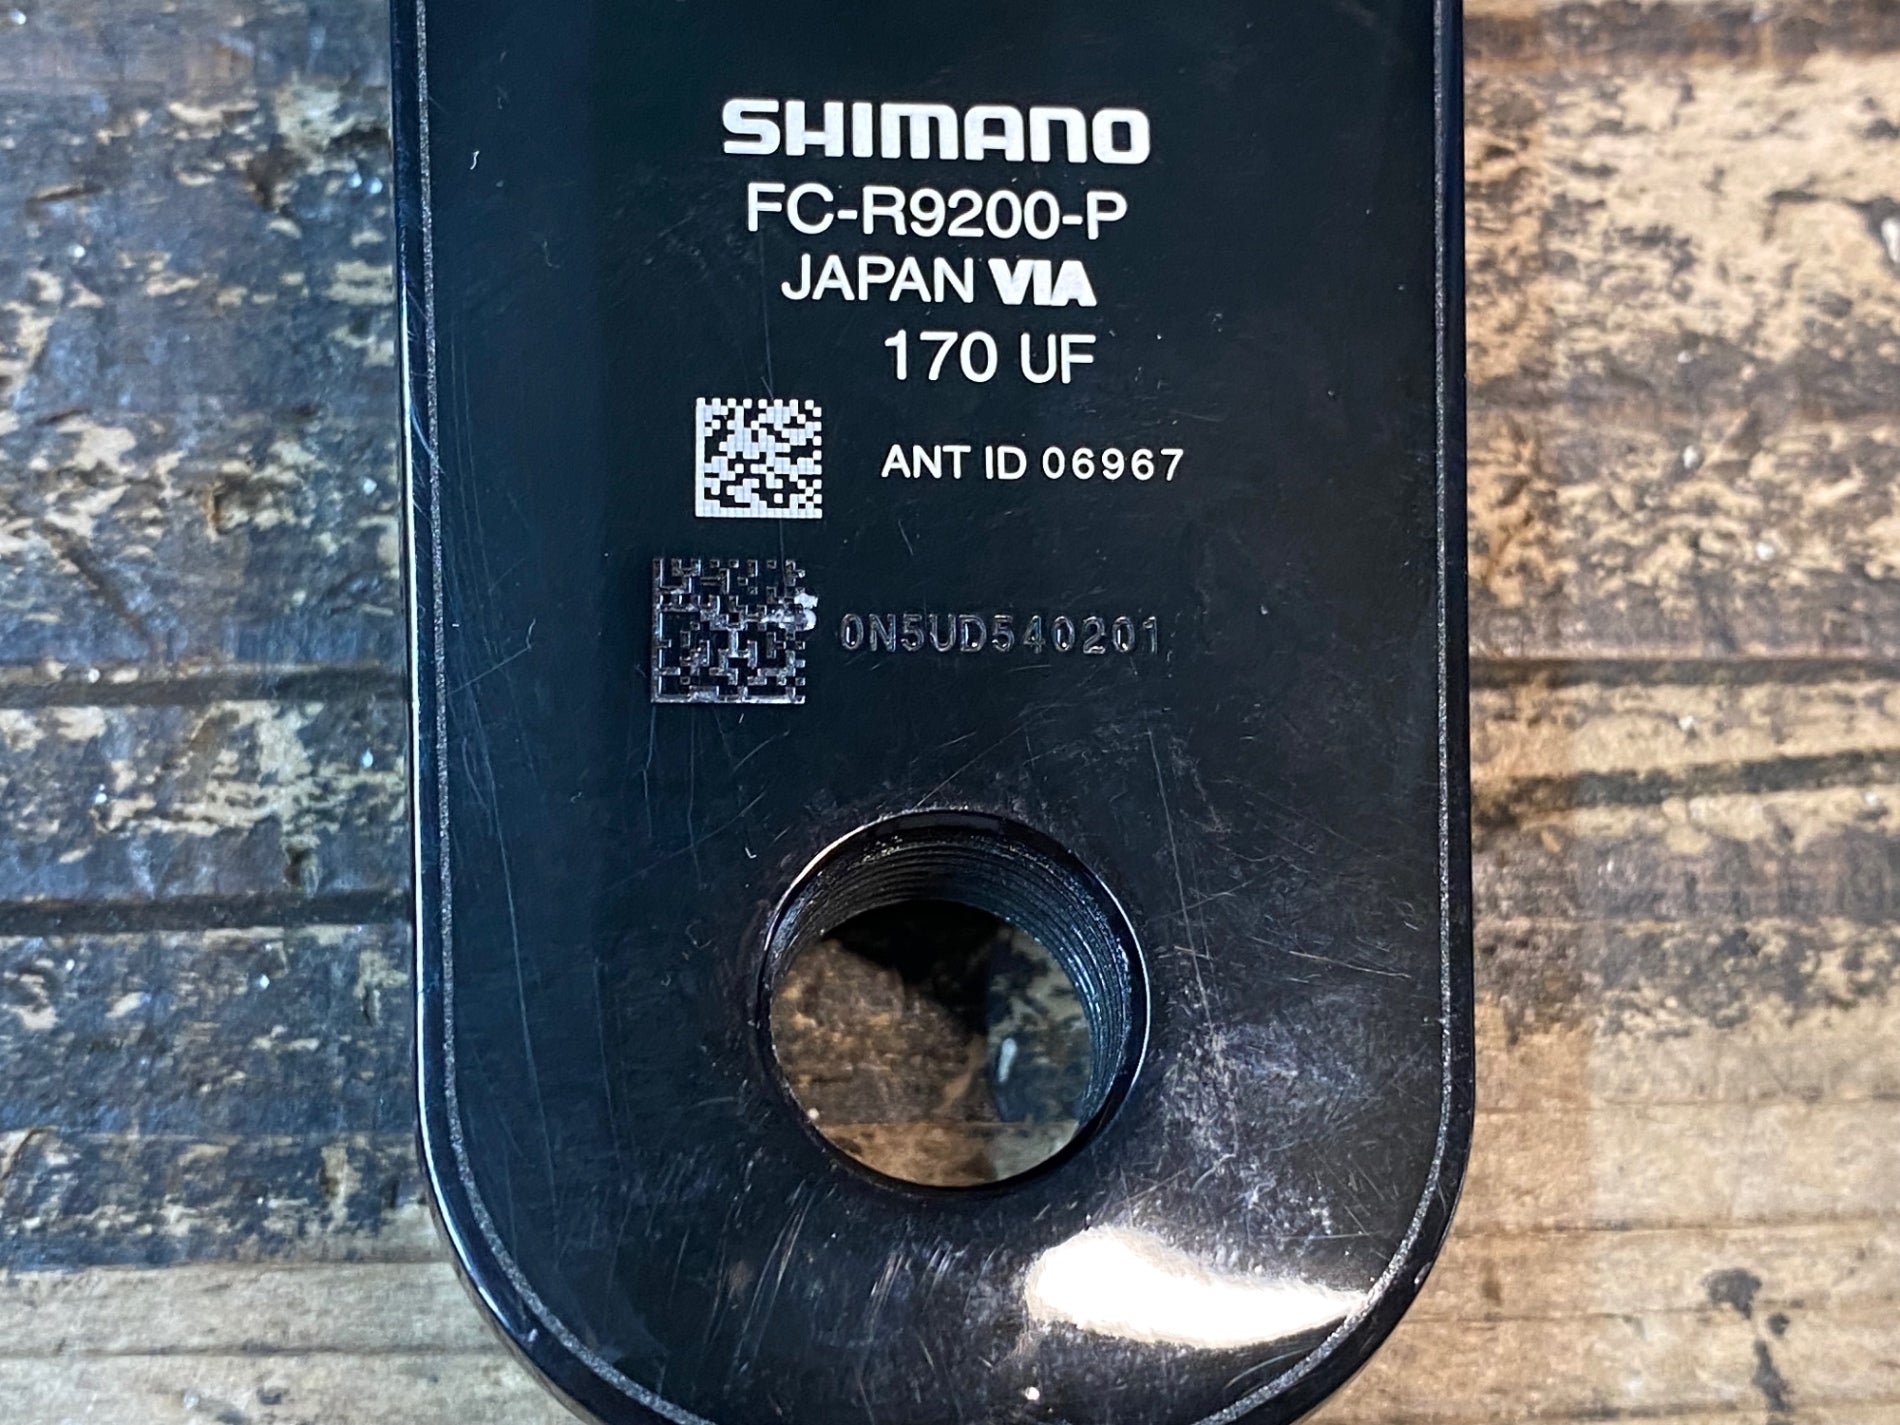 SHIMANO
FC-R9200-P
JAPAN VIA
170 UF
ANT ID 06967
0N5UD540201